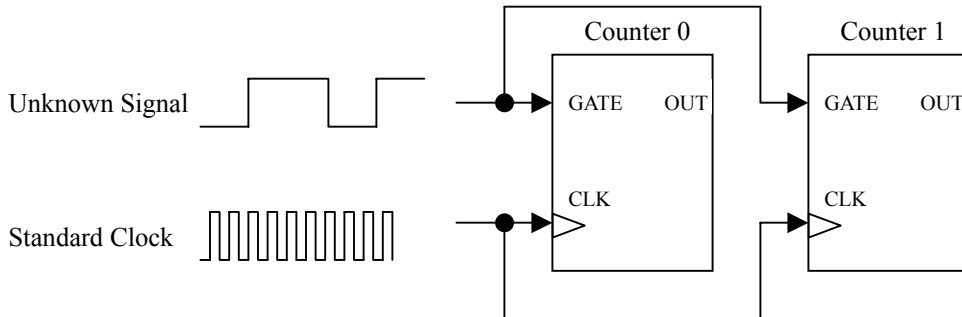 Counter 0
Counter 1
Unknown Signal
GATE OUT
GATE OUT
CLK
CLK
Standard Clock